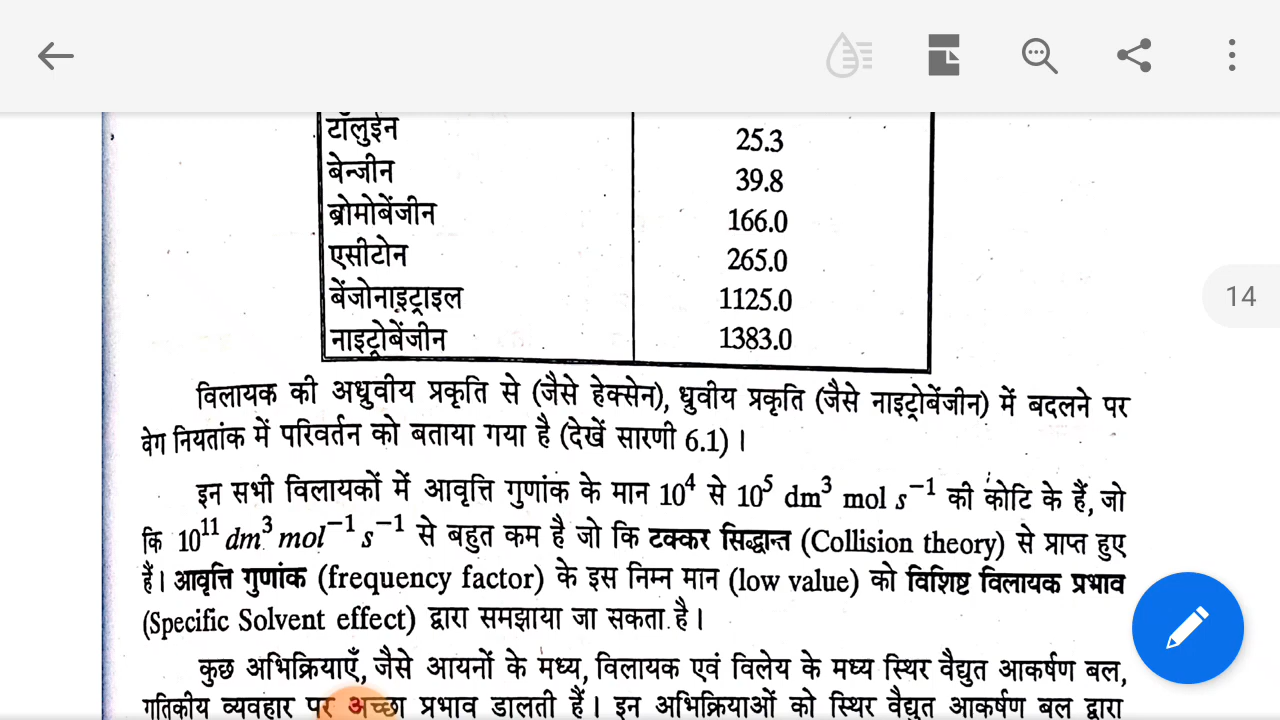 टॉलुईन 25.3
बेन्जीन 39.8
ब्रोमोबेंजीन 166.0
एसीटोन 265.0
बेंजोनाइट्राइल 1125.0
नाइट्रोबेंजीन 1383.0
14
विलायक की अध्रुवीय प्रकृति से (जैसे हेक्सेन), ध्रुवीय प्रकृति (जैसे नाइट्रोबेंजीन) में बदलने पर
वेग नियतांक में परिवर्तन को बताया गया है (देखें सारणी 6.1)।
इन सभी विलायकों में आवृत्ति गुणांक के मान 10⁴ से 10⁵ dm³ mol s⁻¹ की कोटि के हैं, जो
कि 10¹¹ dm³ mol⁻¹ s⁻¹ से बहुत कम है जो कि टक्कर सिद्धान्त (Collision theory) से प्राप्त हुए
हैं। आवृत्ति गुणांक (frequency factor) के इस निम्न मान (low value) को विशिष्ट विलायक प्रभाव
(Specific Solvent effect) द्वारा समझाया जा सकता है।
कुछ अभिक्रियाएँ, जैसे आयनों के मध्य, विलायक एवं विलेय के मध्य स्थिर वैद्युत आकर्षण बल,
गतिकीय व्यवहार पर अच्छा प्रभाव डालती हैं। इन अभिक्रियाओं को स्थिर वैद्युत आकर्षण बल द्वारा